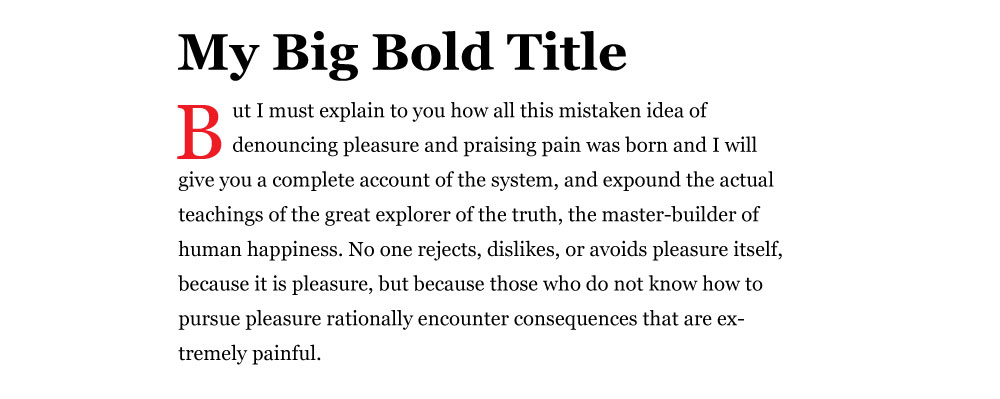 My Big Bold Title
But I must explain to you how all this mistaken idea of
denouncing pleasure and praising pain was born and I will
give you a complete account of the system, and expound the actual
teachings of the great explorer of the truth, the master-builder of
human happiness. No one rejects, dislikes, or avoids pleasure itself,
because it is pleasure, but because those who do not know how to
pursue pleasure rationally encounter consequences that are ex-
tremely painful.